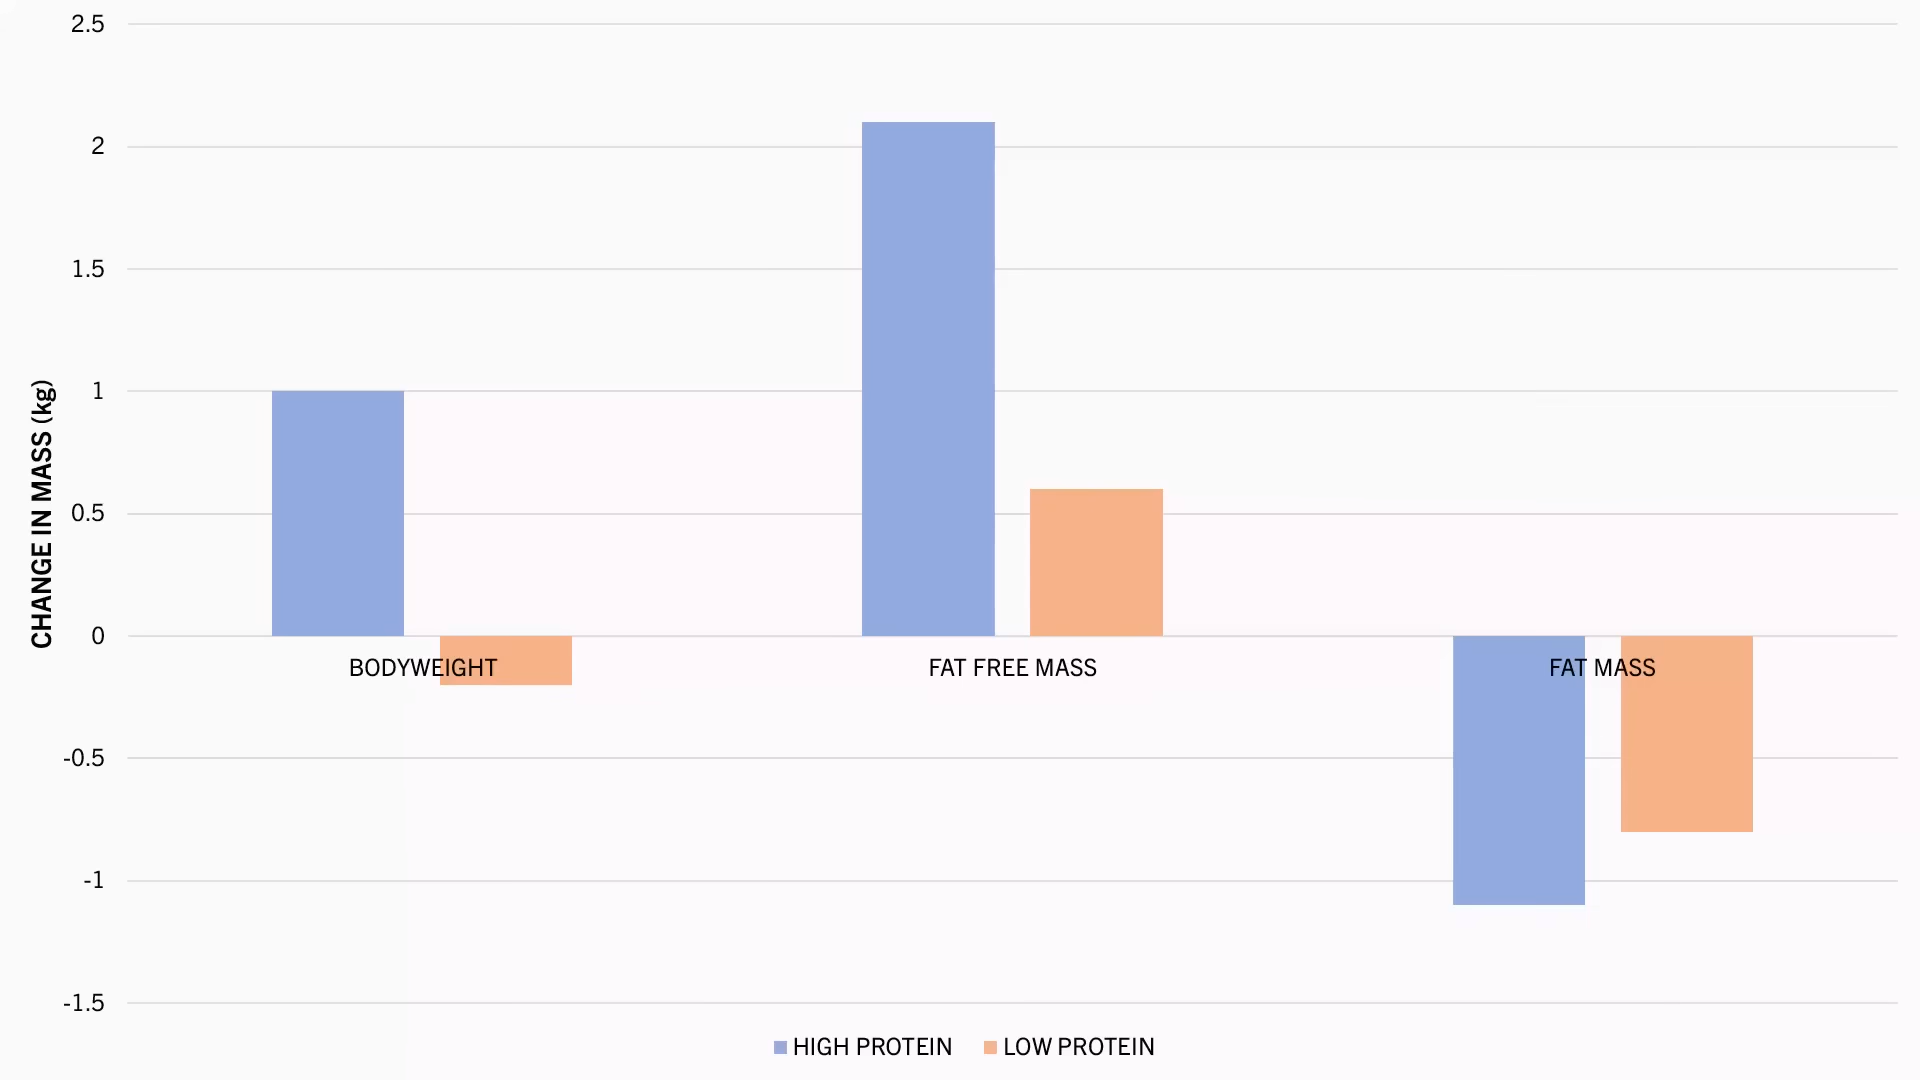 2.5
2
1.5
1
0.5
0
-0.5
-1
-1.5
CHANGE IN MASS (kg)
BODYWEIGHT
FAT FREE MASS
FAT MASS
HIGH PROTEIN
LOW PROTEIN